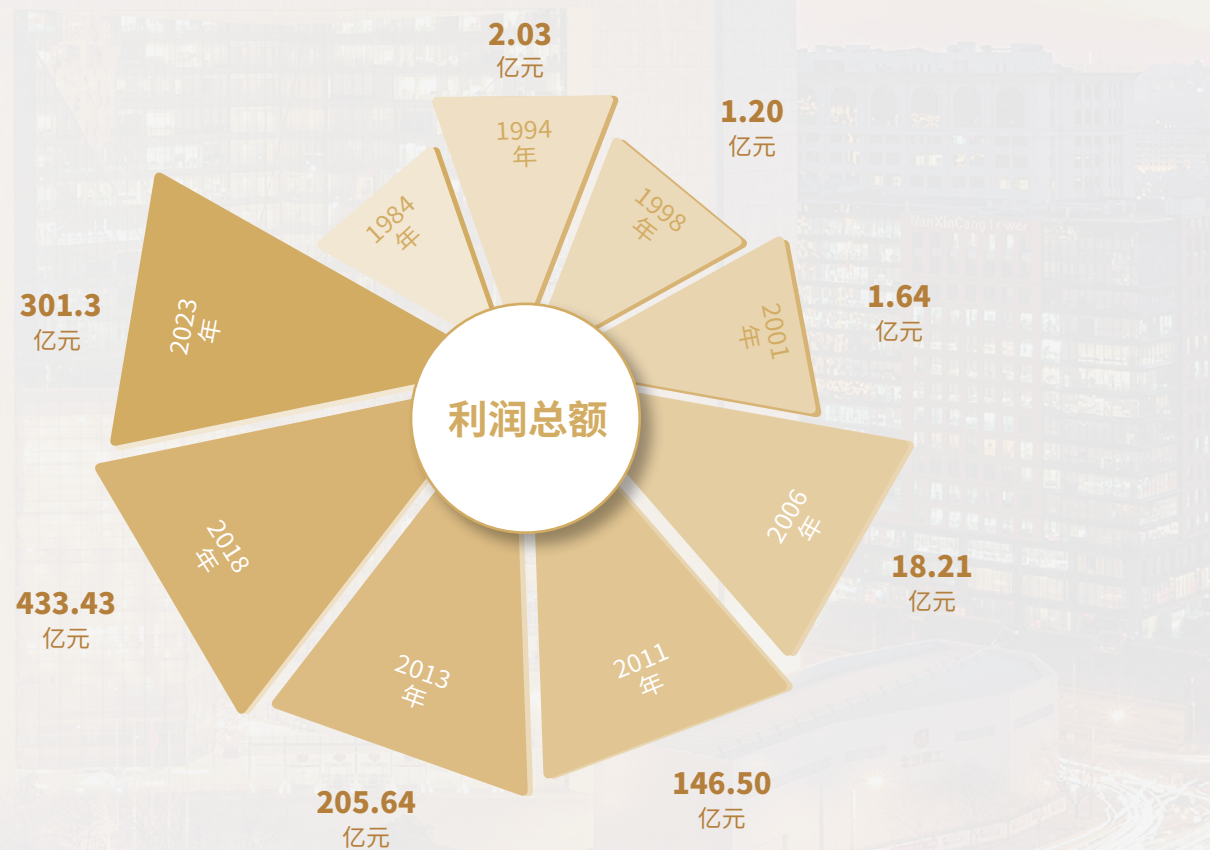 利润总额
1984
年
2.03
亿元
1994
年
1.20
亿元
1998
年
1.64
亿元
2001
年
18.21
亿元
2006
年
146.50
亿元
2011
年
205.64
亿元
2013
年
433.43
亿元
2018
年
301.3
亿元
2023
年